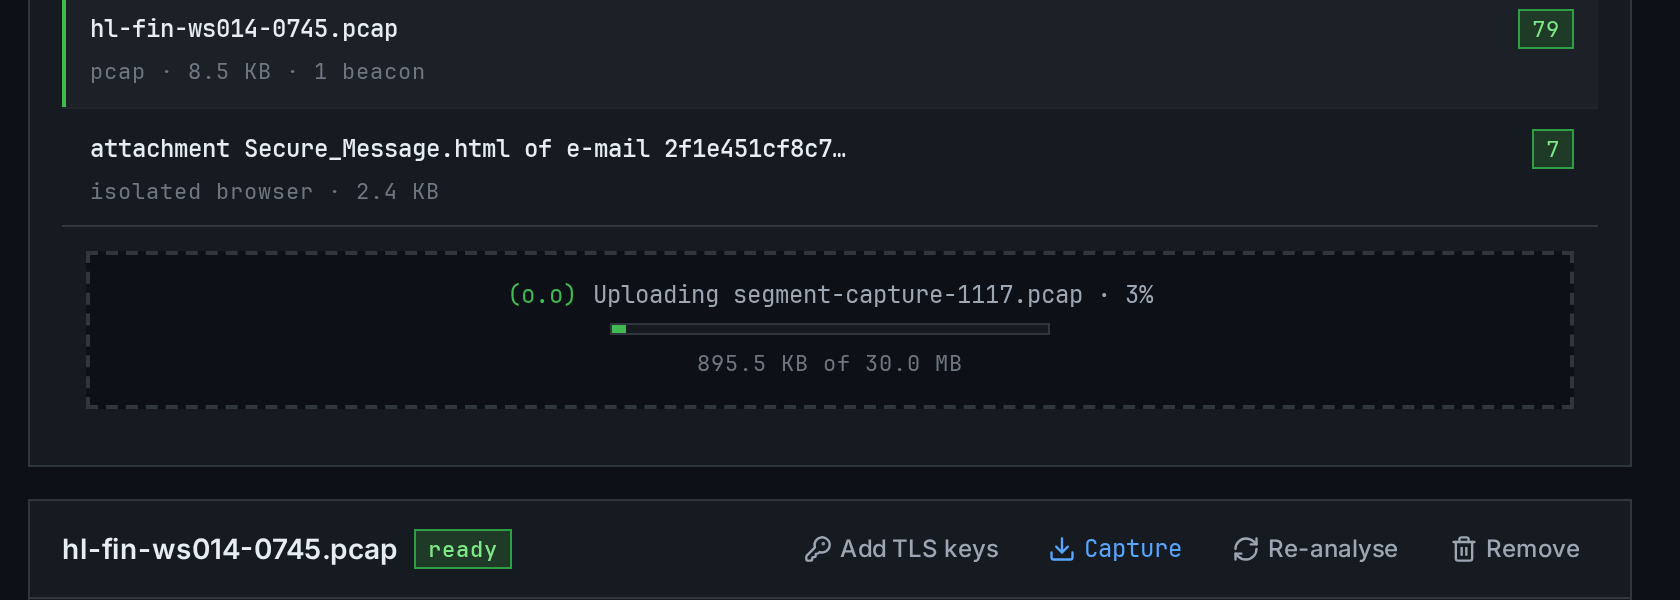 hl-fin-ws014-0745.pcap
79
pcap · 8.5 KB · 1 beacon
attachment Secure_Message.html of e-mail 2f1e451cf8c7…
7
isolated browser · 2.4 KB
(o.o) Uploading segment-capture-1117.pcap · 3%
895.5 KB of 30.0 MB
hl-fin-ws014-0745.pcap ready Add TLS keys Capture Re-analyse Remove